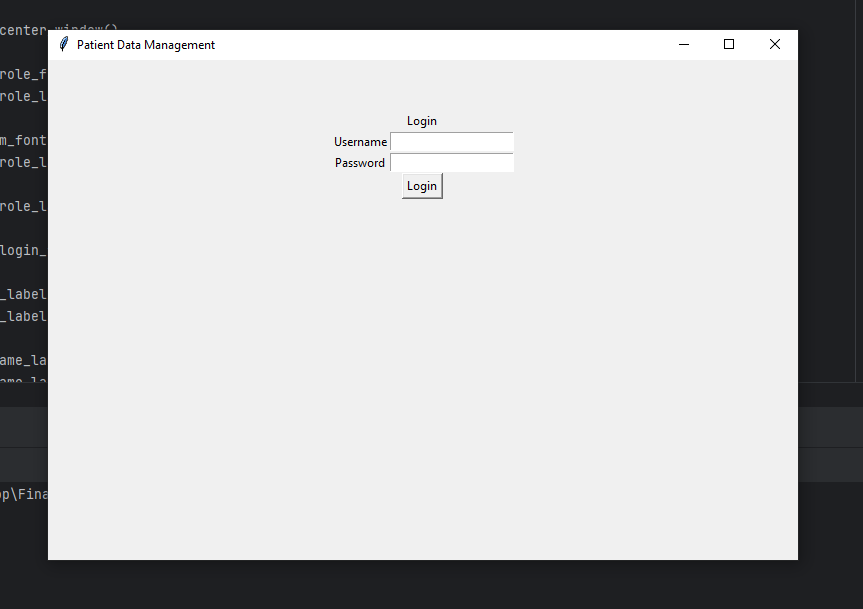 center_window()
Patient Data Management
role_f
role_l
Login
m_font
Username
role_l
Password
Login
role_l
login_
_label
_label
ame_la
ame_la
op\Fina